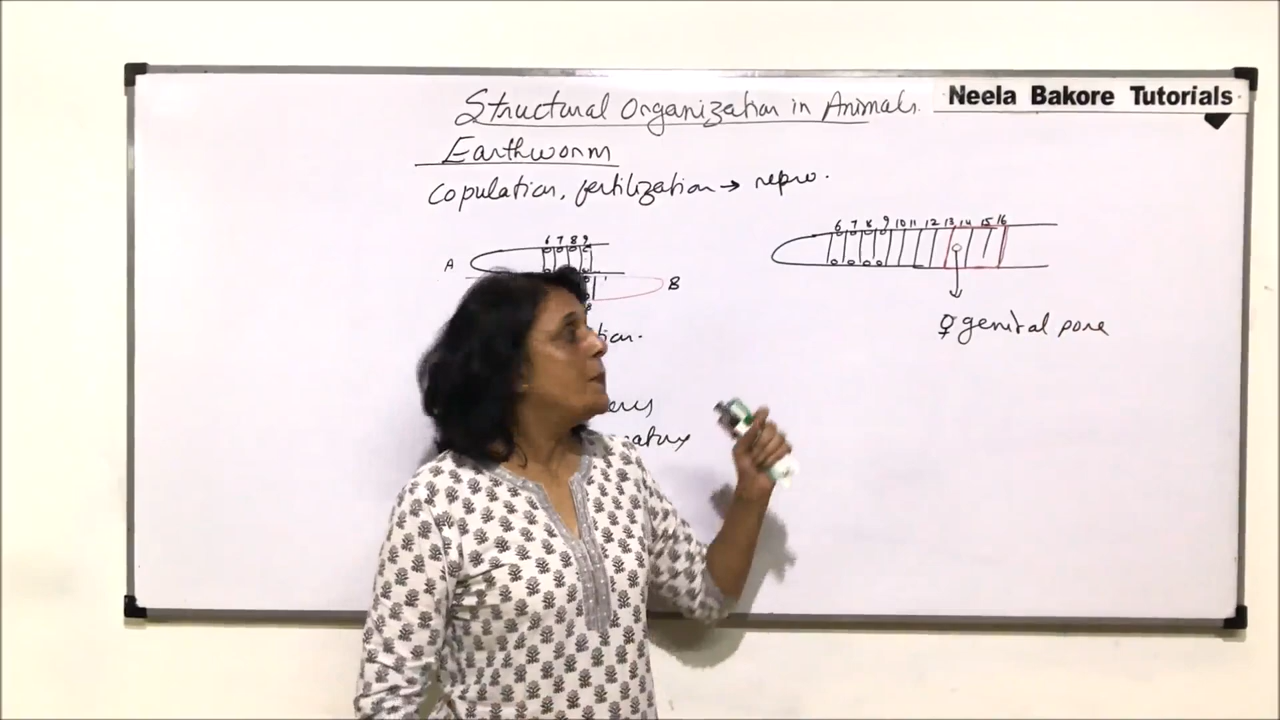 Structural Organization in Animals.
Neela Bakore Tutorials
Earthworm
copulation, fertilization → repro.
6 7 8 9
A
B
6 7 8 9 10 11 12 13 14 15 16
♀ genital pore